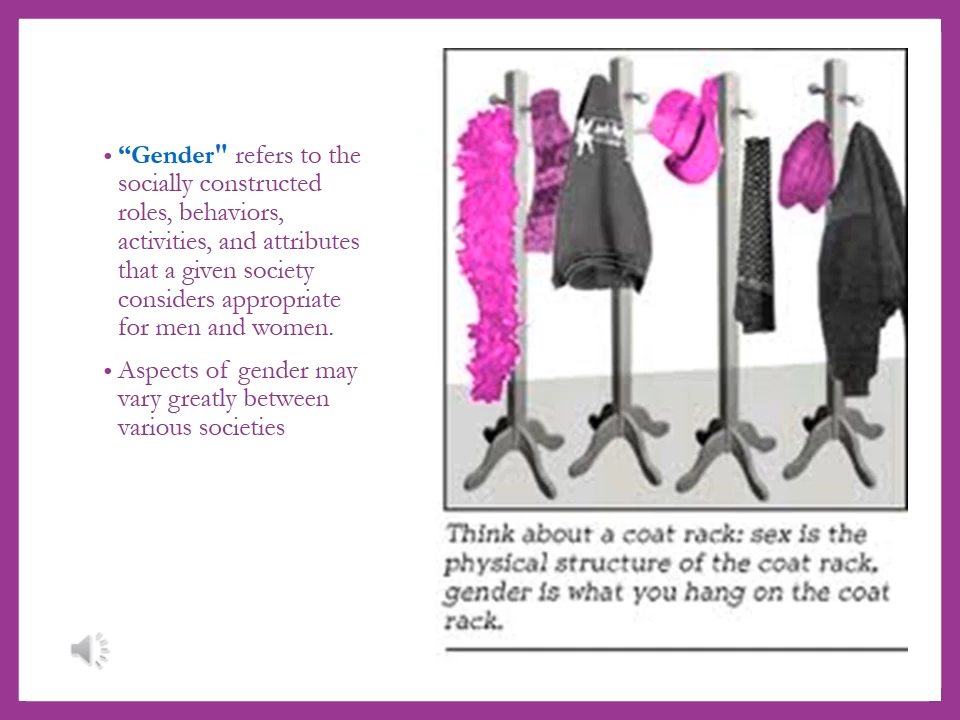 • “Gender" refers to the
socially constructed
roles, behaviors,
activities, and attributes
that a given society
considers appropriate
for men and women.
• Aspects of gender may
vary greatly between
various societies
Think about a coat rack: sex is the
physical structure of the coat rack,
gender is what you hang on the coat
rack.